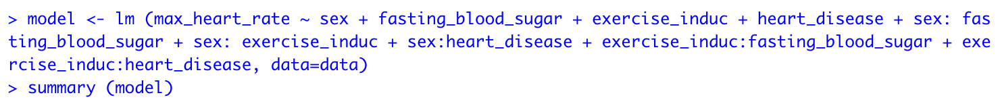 > model <- lm (max_heart_rate ~ sex + fasting_blood_sugar + exercise_induc + heart_disease + sex: fas
ting_blood_sugar + sex: exercise_induc + sex:heart_disease + exercise_induc:fasting_blood_sugar + exe
rcise_induc:heart_disease, data=data)
> summary (model)